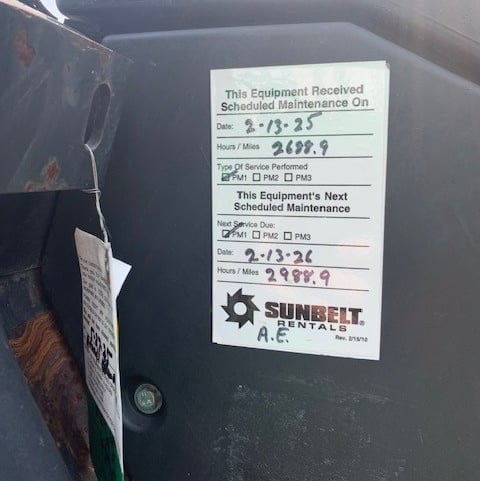 This Equipment Received
Scheduled Maintenance On
Date: 2-13-25
Hours / Miles 2688.9
Type Of Service Performed
☑ PM1 ☐ PM2 ☐ PM3
This Equipment's Next
Scheduled Maintenance
Next Service Due:
☑ PM1 ☐ PM2 ☐ PM3
Date: 2-13-26
Hours / Miles 2988.9
SUNBELT®
RENTALS
A.E.
Rev. 2/15/10